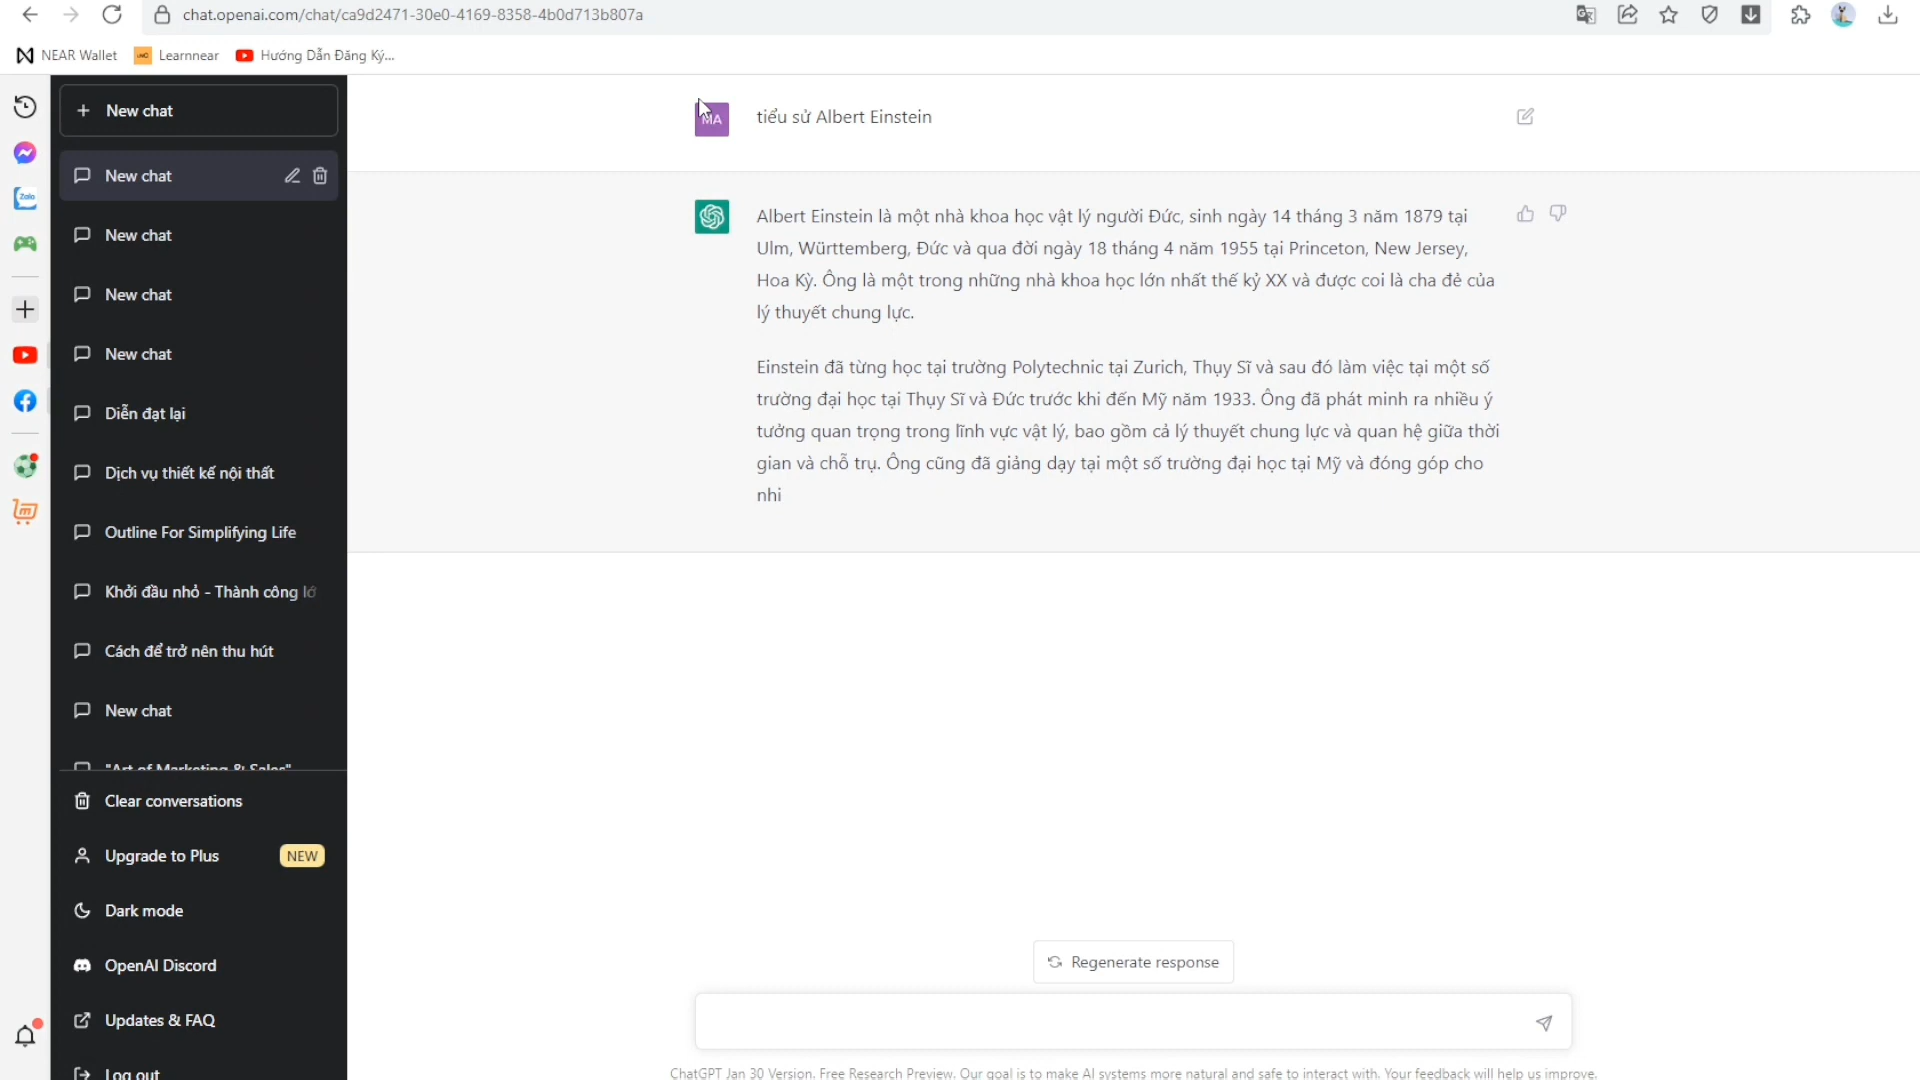 chat.openai.com/chat/ca9d2471-30e0-4169-8358-4b0d713b807a
NEAR Wallet
Learnnear
Hướng Dẫn Đăng Ký...
Zalo
New chat
New chat
New chat
New chat
New chat
Diễn đạt lại
Dịch vụ thiết kế nội thất
Outline For Simplifying Life
Khởi đầu nhỏ - Thành công lớ
Cách để trở nên thu hút
New chat
"Art of Marketing & Sales"
Clear conversations
Upgrade to Plus
NEW
Dark mode
OpenAI Discord
Updates & FAQ
Log out
MA
tiểu sử Albert Einstein
Albert Einstein là một nhà khoa học vật lý người Đức, sinh ngày 14 tháng 3 năm 1879 tại
Ulm, Württemberg, Đức và qua đời ngày 18 tháng 4 năm 1955 tại Princeton, New Jersey,
Hoa Kỳ. Ông là một trong những nhà khoa học lớn nhất thế kỷ XX và được coi là cha đẻ của
lý thuyết chung lực.
Einstein đã từng học tại trường Polytechnic tại Zurich, Thụy Sĩ và sau đó làm việc tại một số
trường đại học tại Thụy Sĩ và Đức trước khi đến Mỹ năm 1933. Ông đã phát minh ra nhiều ý
tưởng quan trọng trong lĩnh vực vật lý, bao gồm cả lý thuyết chung lực và quan hệ giữa thời
gian và chỗ trụ. Ông cũng đã giảng dạy tại một số trường đại học tại Mỹ và đóng góp cho
nhi
Regenerate response
ChatGPT Jan 30 Version. Free Research Preview. Our goal is to make AI systems more natural and safe to interact with. Your feedback will help us improve.